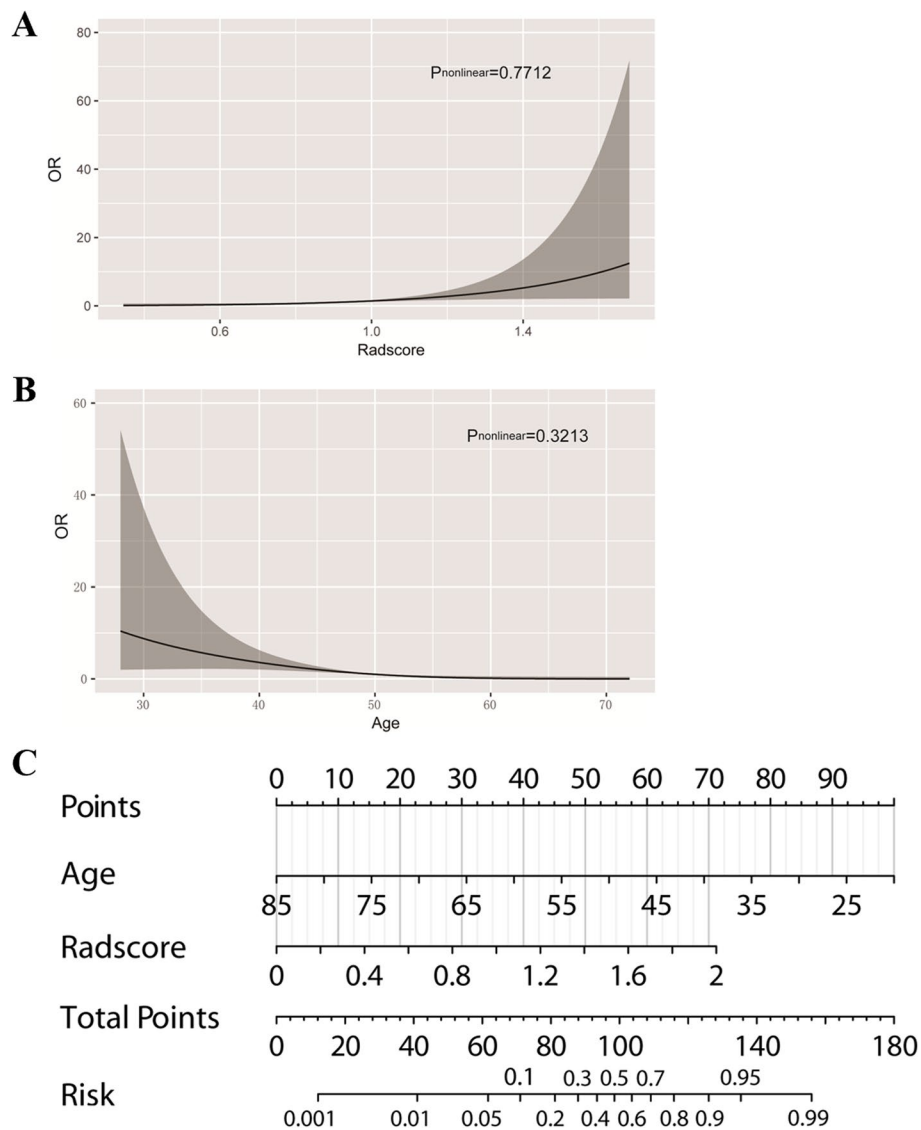 A
80
60
40
20
0
OR
Pnonlinear=0.7712
0.6 1.0 1.4
Radscore
B
60
40
20
0
OR
Pnonlinear=0.3213
30 40 50 60 70
Age
C
0 10 20 30 40 50 60 70 80 90
Points
Age
85 75 65 55 45 35 25
Radscore
0 0.4 0.8 1.2 1.6 2
Total Points
0 20 40 60 80 100 140 180
0.1 0.3 0.5 0.7 0.95
Risk
0.001 0.01 0.05 0.2 0.4 0.6 0.8 0.9 0.99